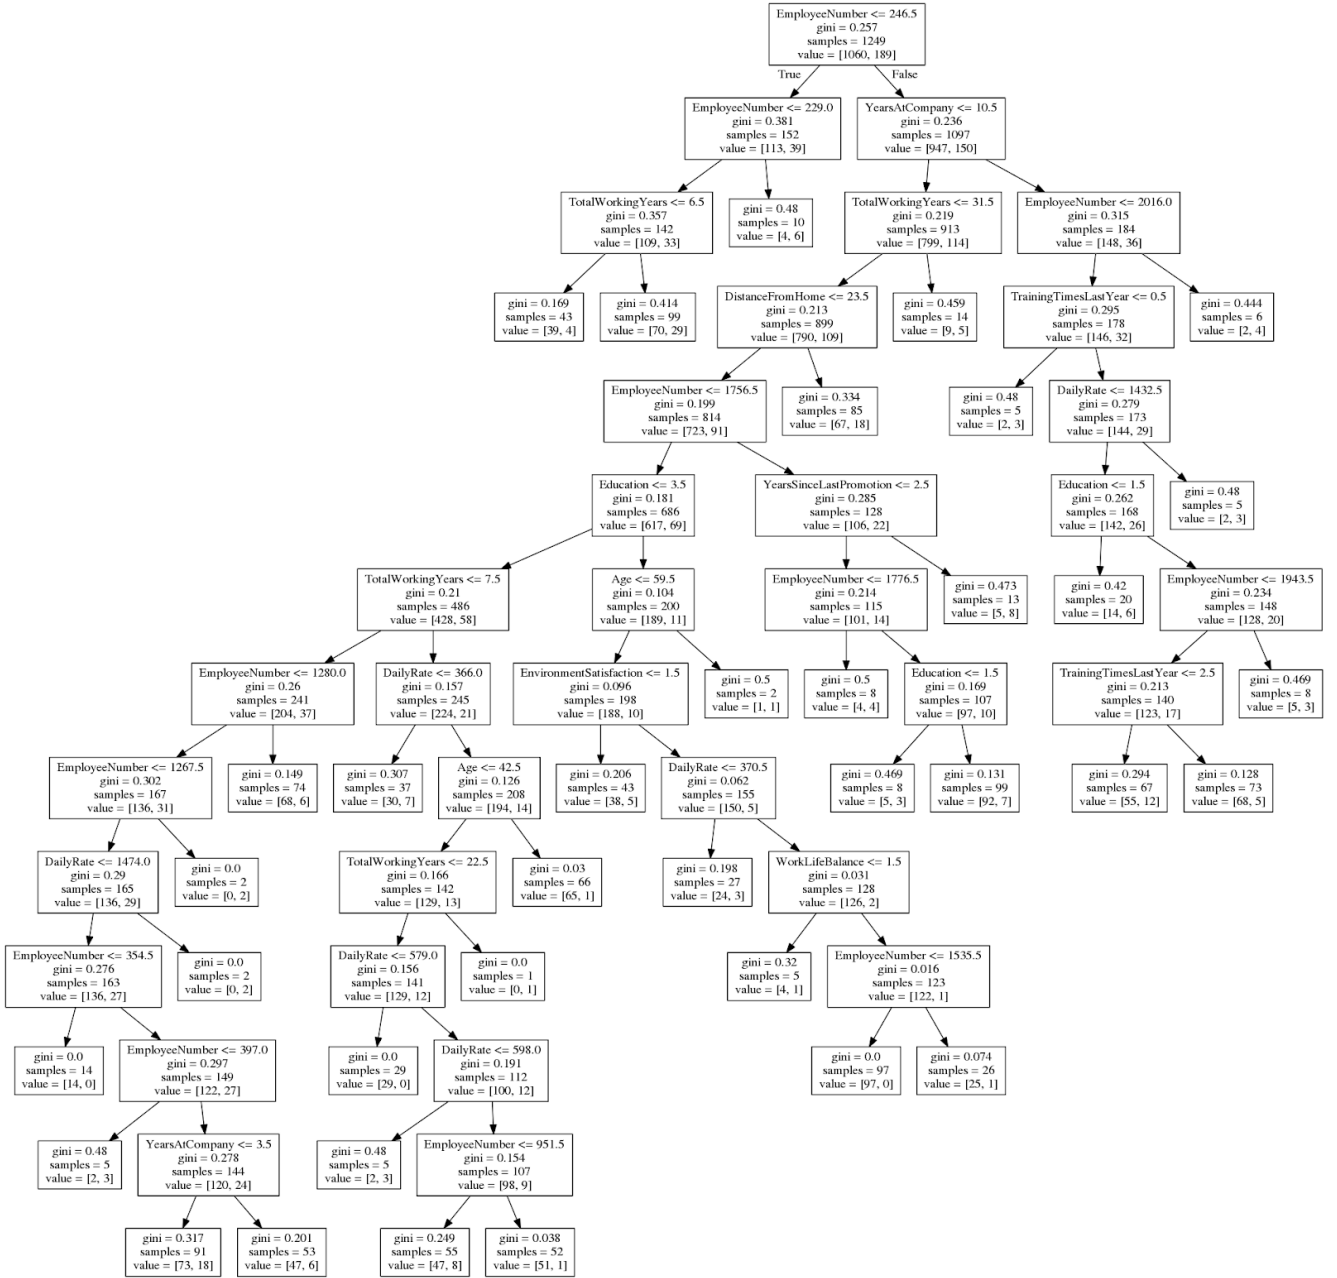 EmployeeNumber <= 246.5
gini = 0.257
samples = 1249
value = [1060, 189]
True
False
EmployeeNumber <= 229.0
gini = 0.381
samples = 152
value = [113, 39]
YearsAtCompany <= 10.5
gini = 0.236
samples = 1097
value = [947, 150]
TotalWorkingYears <= 6.5
gini = 0.357
samples = 142
value = [109, 33]
gini = 0.48
samples = 10
value = [4, 6]
TotalWorkingYears <= 31.5
gini = 0.219
samples = 913
value = [799, 114]
EmployeeNumber <= 2016.0
gini = 0.315
samples = 184
value = [148, 36]
gini = 0.169
samples = 43
value = [39, 4]
gini = 0.414
samples = 99
value = [70, 29]
DistanceFromHome <= 23.5
gini = 0.213
samples = 899
value = [790, 109]
gini = 0.459
samples = 14
value = [9, 5]
TrainingTimesLastYear <= 0.5
gini = 0.295
samples = 178
value = [146, 32]
gini = 0.444
samples = 6
value = [2, 4]
EmployeeNumber <= 1756.5
gini = 0.199
samples = 814
value = [723, 91]
gini = 0.334
samples = 85
value = [67, 18]
gini = 0.48
samples = 5
value = [2, 3]
DailyRate <= 1432.5
gini = 0.279
samples = 173
value = [144, 29]
Education <= 3.5
gini = 0.181
samples = 686
value = [617, 69]
YearsSinceLastPromotion <= 2.5
gini = 0.285
samples = 128
value = [106, 22]
Education <= 1.5
gini = 0.262
samples = 168
value = [142, 26]
gini = 0.48
samples = 5
value = [2, 3]
TotalWorkingYears <= 7.5
gini = 0.21
samples = 486
value = [428, 58]
Age <= 59.5
gini = 0.104
samples = 200
value = [189, 11]
EmployeeNumber <= 1776.5
gini = 0.214
samples = 115
value = [101, 14]
gini = 0.473
samples = 13
value = [5, 8]
gini = 0.42
samples = 20
value = [14, 6]
EmployeeNumber <= 1943.5
gini = 0.234
samples = 148
value = [128, 20]
EmployeeNumber <= 1280.0
gini = 0.26
samples = 241
value = [204, 37]
DailyRate <= 366.0
gini = 0.157
samples = 245
value = [224, 21]
EnvironmentSatisfaction <= 1.5
gini = 0.096
samples = 198
value = [188, 10]
gini = 0.5
samples = 2
value = [1, 1]
gini = 0.5
samples = 8
value = [4, 4]
Education <= 1.5
gini = 0.169
samples = 107
value = [97, 10]
TrainingTimesLastYear <= 2.5
gini = 0.213
samples = 140
value = [123, 17]
gini = 0.469
samples = 8
value = [5, 3]
EmployeeNumber <= 1267.5
gini = 0.302
samples = 167
value = [136, 31]
gini = 0.149
samples = 74
value = [68, 6]
gini = 0.307
samples = 37
value = [30, 7]
Age <= 42.5
gini = 0.126
samples = 208
value = [194, 14]
gini = 0.206
samples = 43
value = [38, 5]
DailyRate <= 370.5
gini = 0.062
samples = 155
value = [150, 5]
gini = 0.469
samples = 8
value = [5, 3]
gini = 0.131
samples = 99
value = [92, 7]
gini = 0.294
samples = 67
value = [55, 12]
gini = 0.128
samples = 73
value = [68, 5]
DailyRate <= 1474.0
gini = 0.29
samples = 165
value = [136, 29]
gini = 0.0
samples = 2
value = [0, 2]
TotalWorkingYears <= 22.5
gini = 0.166
samples = 142
value = [129, 13]
gini = 0.03
samples = 66
value = [65, 1]
gini = 0.198
samples = 27
value = [24, 3]
WorkLifeBalance <= 1.5
gini = 0.031
samples = 128
value = [126, 2]
EmployeeNumber <= 354.5
gini = 0.276
samples = 163
value = [136, 27]
gini = 0.0
samples = 2
value = [0, 2]
DailyRate <= 579.0
gini = 0.156
samples = 141
value = [129, 12]
gini = 0.0
samples = 1
value = [0, 1]
gini = 0.32
samples = 5
value = [4, 1]
EmployeeNumber <= 1535.5
gini = 0.016
samples = 123
value = [122, 1]
gini = 0.0
samples = 14
value = [14, 0]
EmployeeNumber <= 397.0
gini = 0.297
samples = 149
value = [122, 27]
gini = 0.0
samples = 29
value = [29, 0]
DailyRate <= 598.0
gini = 0.191
samples = 112
value = [100, 12]
gini = 0.0
samples = 97
value = [97, 0]
gini = 0.074
samples = 26
value = [25, 1]
gini = 0.48
samples = 5
value = [2, 3]
YearsAtCompany <= 3.5
gini = 0.278
samples = 144
value = [120, 24]
gini = 0.48
samples = 5
value = [2, 3]
EmployeeNumber <= 951.5
gini = 0.154
samples = 107
value = [98, 9]
gini = 0.317
samples = 91
value = [73, 18]
gini = 0.201
samples = 53
value = [47, 6]
gini = 0.249
samples = 55
value = [47, 8]
gini = 0.038
samples = 52
value = [51, 1]